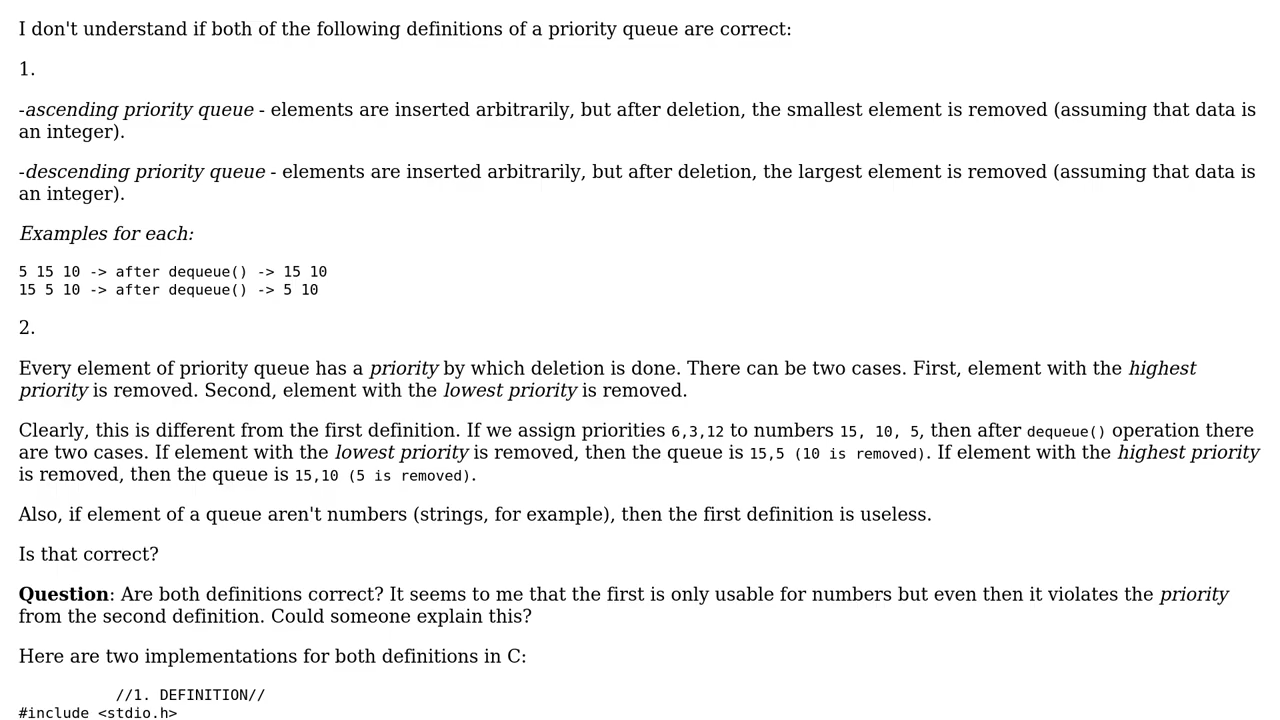 I don't understand if both of the following definitions of a priority queue are correct:
1.
-ascending priority queue - elements are inserted arbitrarily, but after deletion, the smallest element is removed (assuming that data is
an integer).
-descending priority queue - elements are inserted arbitrarily, but after deletion, the largest element is removed (assuming that data is
an integer).
Examples for each:
5 15 10 -> after dequeue() -> 15 10
15 5 10 -> after dequeue() -> 5 10
2.
Every element of priority queue has a priority by which deletion is done. There can be two cases. First, element with the highest
priority is removed. Second, element with the lowest priority is removed.
Clearly, this is different from the first definition. If we assign priorities 6,3,12 to numbers 15, 10, 5, then after dequeue() operation there
are two cases. If element with the lowest priority is removed, then the queue is 15,5 (10 is removed). If element with the highest priority
is removed, then the queue is 15,10 (5 is removed).
Also, if element of a queue aren't numbers (strings, for example), then the first definition is useless.
Is that correct?
Question: Are both definitions correct? It seems to me that the first is only usable for numbers but even then it violates the priority
from the second definition. Could someone explain this?
Here are two implementations for both definitions in C:
//1. DEFINITION//
#include <stdio.h>